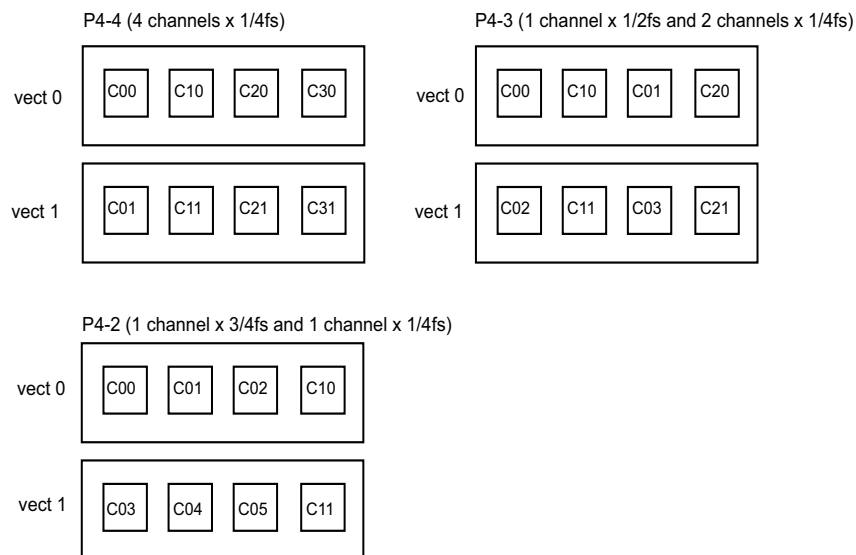 P4-4 (4 channels x 1/4fs)
vect 0 C00 C10 C20 C30
vect 1 C01 C11 C21 C31
P4-3 (1 channel x 1/2fs and 2 channels x 1/4fs)
vect 0 C00 C10 C01 C20
vect 1 C02 C11 C03 C21
P4-2 (1 channel x 3/4fs and 1 channel x 1/4fs)
vect 0 C00 C01 C02 C10
vect 1 C03 C04 C05 C11